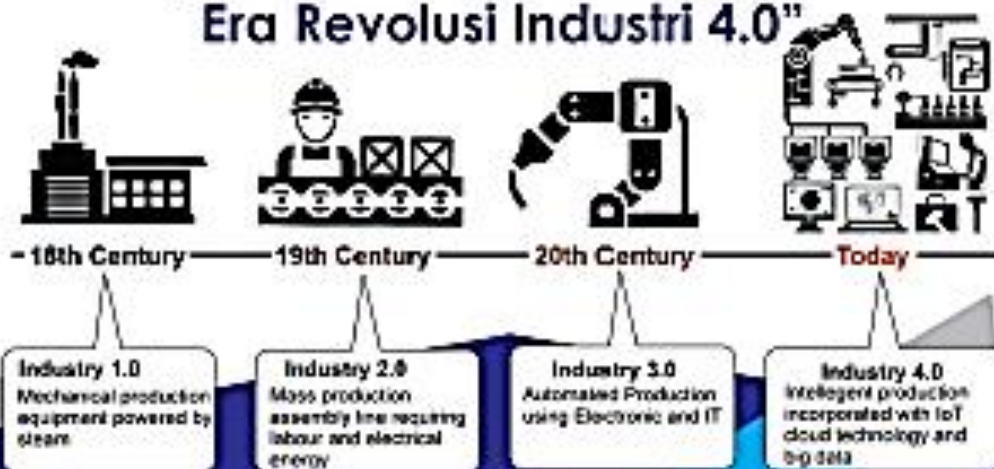 Era Revolusi Industri 4.0"
18th Century
19th Century
20th Century
Today
Industry 1.0
Mechanical production
equipment powered by
steam
Industry 2.0
Mass production
assembly line requiring
labour and electrical
energy
Industry 3.0
Automated Production
using Electronic and IT
Industry 4.0
Intellegent production
incorporated with IoT
cloud technology and
big data